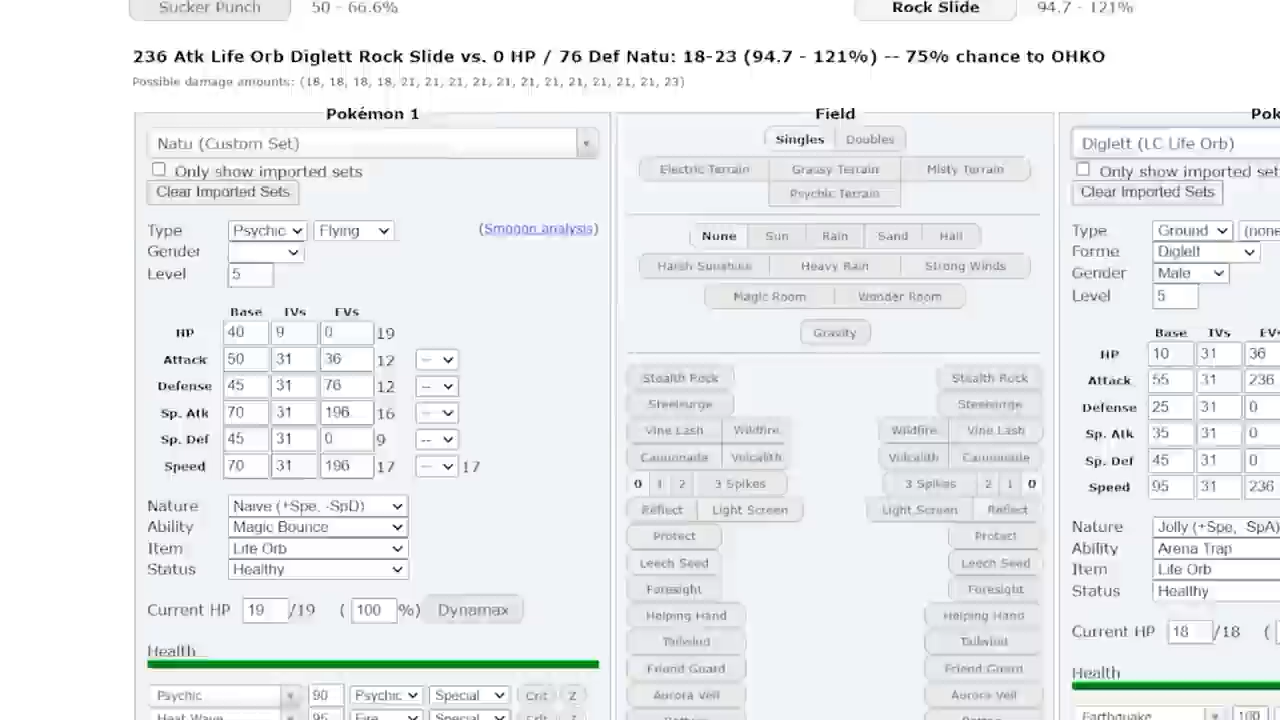 Sucker Punch 50 - 66.6% Rock Slide 94.7 - 121%
236 Atk Life Orb Diglett Rock Slide vs. 0 HP / 76 Def Natu: 18-23 (94.7 - 121%) -- 75% chance to OHKO
Possible damage amounts: (18, 18, 18, 18, 21, 21, 21, 21, 21, 21, 21, 21, 21, 21, 21, 23)
Pokémon 1 Field Pok
Natu (Custom Set) Singles Doubles Diglett (LC Life Orb)
Only show imported sets Electric Terrain Grassy Terrain Misty Terrain Only show imported set
Clear Imported Sets Psychic Terrain Clear Imported Sets
Type Psychic Flying (Smogon analysis) None Sun Rain Sand Hail Type Ground (none
Gender Forme Diglett
Level 5 Harsh Sunshine Heavy Rain Strong Winds Gender Male
Magic Room Wonder Room Level 5
Base IVs EVs
HP 40 9 0 19 Gravity Base IVs EV
Attack 50 31 36 12 -- HP 10 31 36
Defense 45 31 76 12 -- Stealth Rock Stealth Rock Attack 55 31 236
Sp. Atk 70 31 196 16 -- Steelsurge Steelsurge Defense 25 31 0
Sp. Def 45 31 0 9 -- Vine Lash Wildfire Wildfire Vine Lash Sp. Atk 35 31 0
Speed 70 31 196 17 -- 17 Cannonade Volcalith Volcalith Cannonade Sp. Def 45 31 0
0 1 2 3 Spikes 3 Spikes 2 1 0 Speed 95 31 236
Nature Naive (+Spe, -SpD) Reflect Light Screen Light Screen Reflect
Ability Magic Bounce Protect Protect Nature Jolly (+Spe, -SpA)
Item Life Orb Leech Seed Leech Seed Ability Arena Trap
Status Healthy Foresight Foresight Item Life Orb
Current HP 19 /19 ( 100 %) Dynamax Helping Hand Helping Hand Status Healthy
Tailwind Tailwind Current HP 18 /18 (
Health Friend Guard Friend Guard Health
Psychic 90 Psychic Special Crit Z Aurora Veil Aurora Veil
Heat Wave 95 Fire Special Crit Z Battery Battery Earthquake 100